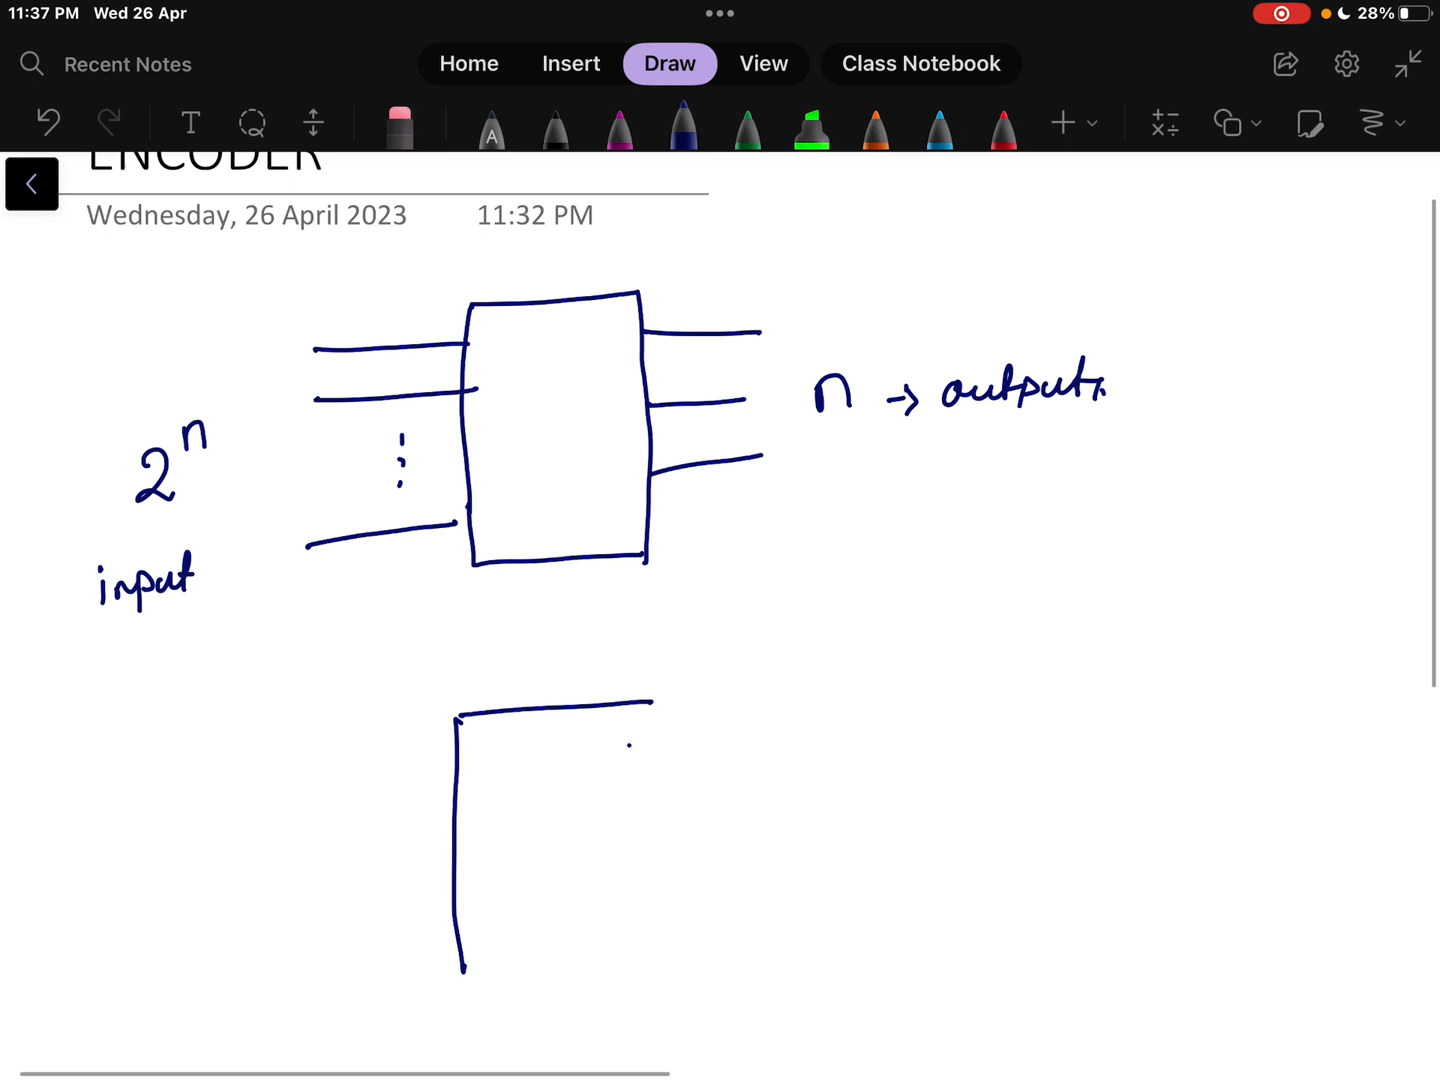 11:37 PM Wed 26 Apr
28%
Recent Notes
Home Insert Draw View Class Notebook
T
A
ENCODER
Wednesday, 26 April 2023 11:32 PM
n → outputs
2^n
input